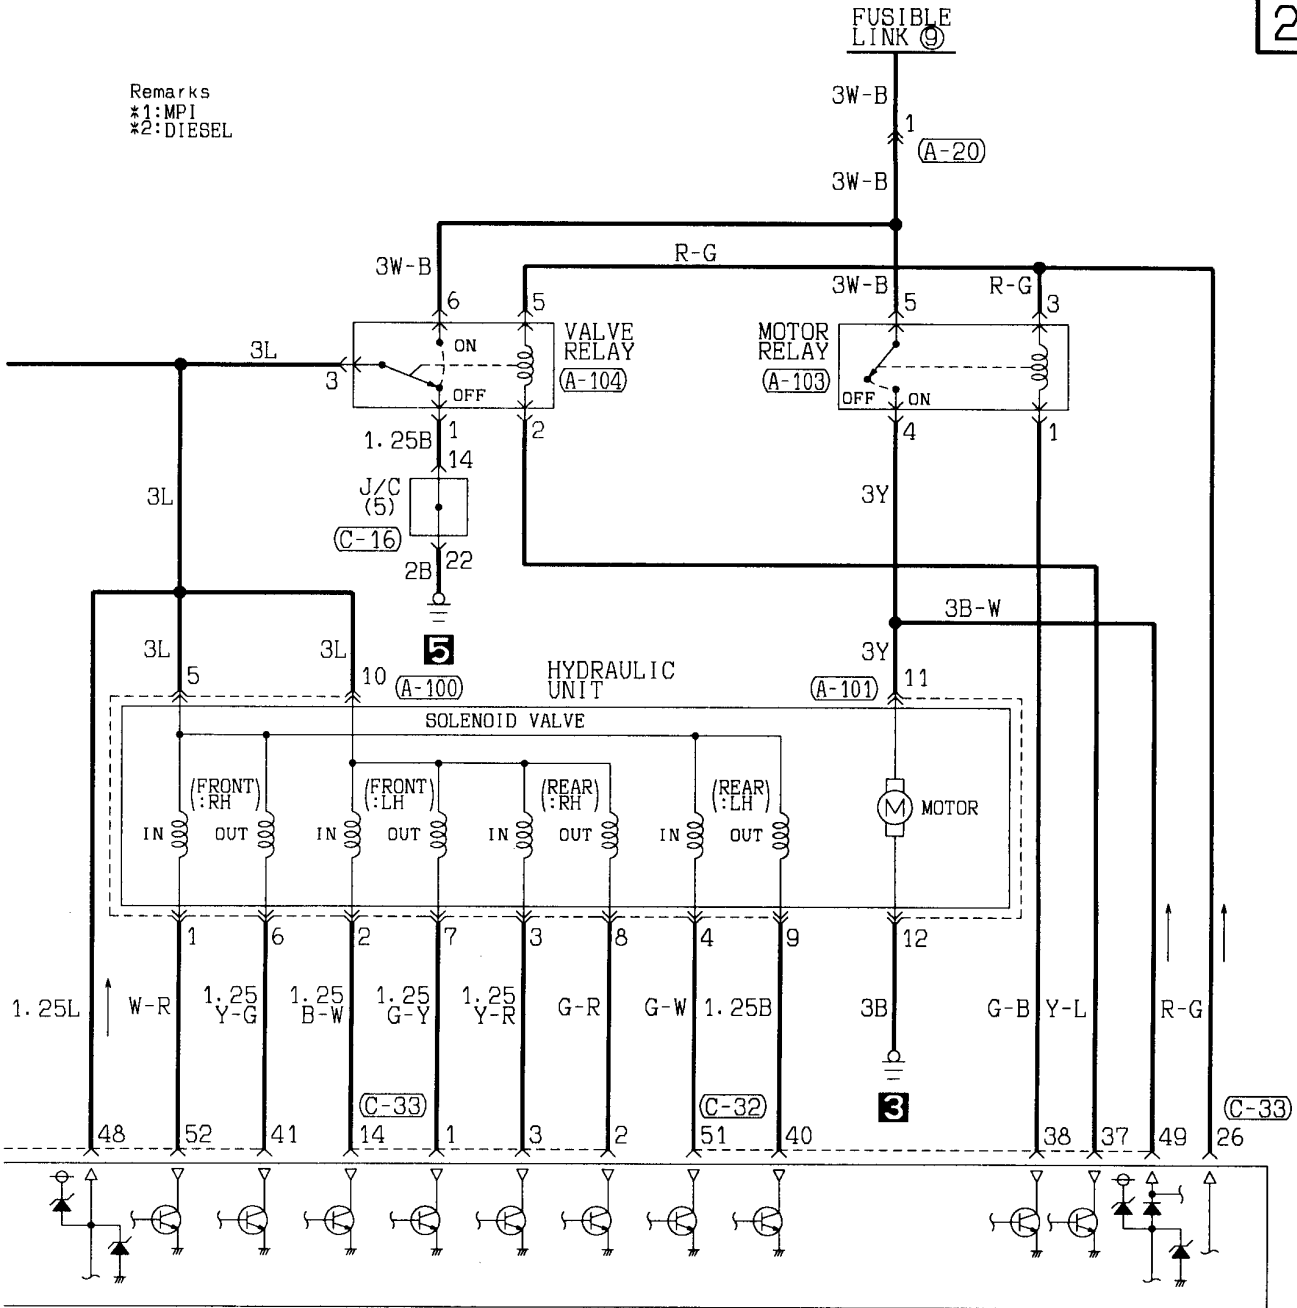 2
FUSIBLE
LINK ⑨
Remarks
*1:MPI
*2:DIESEL
3W-B
1
(A-20)
3W-B
R-G
3W-B
3W-B
R-G
6
5
5
3
VALVE
RELAY
(A-104)
MOTOR
RELAY
(A-103)
ON
OFF
OFF
ON
3L
3
1
2
4
1
1.25B
14
J/C
(5)
(C-16)
22
2B
5
3L
3Y
3B-W
3L
3L
3Y
5
10
(A-100)
HYDRAULIC
UNIT
(A-101)
11
SOLENOID VALVE
(FRONT
:RH)
(FRONT
:LH)
(REAR
:RH)
(REAR
:LH)
IN
OUT
IN
OUT
IN
OUT
IN
OUT
M
MOTOR
1
6
2
7
3
8
4
9
12
1.25L
W-R
1.25
Y-G
1.25
B-W
1.25
G-Y
1.25
Y-R
G-R
G-W
1.25B
3B
G-B
Y-L
R-G
3
(C-33)
(C-32)
(C-33)
48
52
41
14
1
3
2
51
40
38
37
49
26